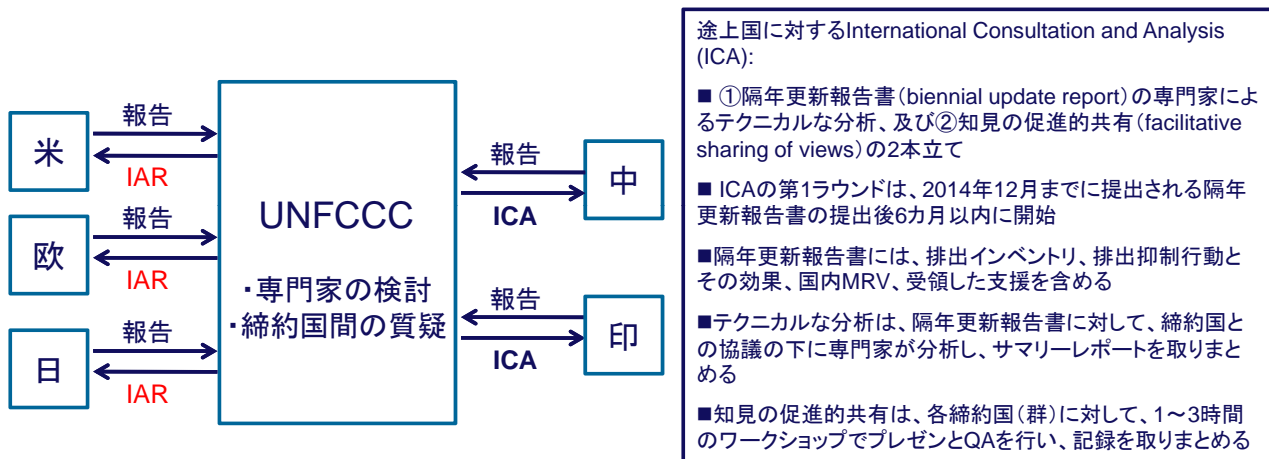 米
報告
IAR
欧
報告
IAR
日
報告
IAR
UNFCCC
・専門家の検討
・締約国間の質疑
報告
ICA
中
報告
ICA
印
途上国に対するInternational Consultation and Analysis
(ICA):
■ ①隔年更新報告書(biennial update report)の専門家によ
るテクニカルな分析、及び②知見の促進的共有(facilitative
sharing of views)の2本立て
■ ICAの第1ラウンドは、2014年12月までに提出される隔年
更新報告書の提出後6カ月以内に開始
■隔年更新報告書には、排出インベントリ、排出抑制行動と
その効果、国内MRV、受領した支援を含める
■テクニカルな分析は、隔年更新報告書に対して、締約国と
の協議の下に専門家が分析し、サマリーレポートを取りまと
める
■知見の促進的共有は、各締約国(群)に対して、1～3時間
のワークショップでプレゼンとQAを行い、記録を取りまとめる